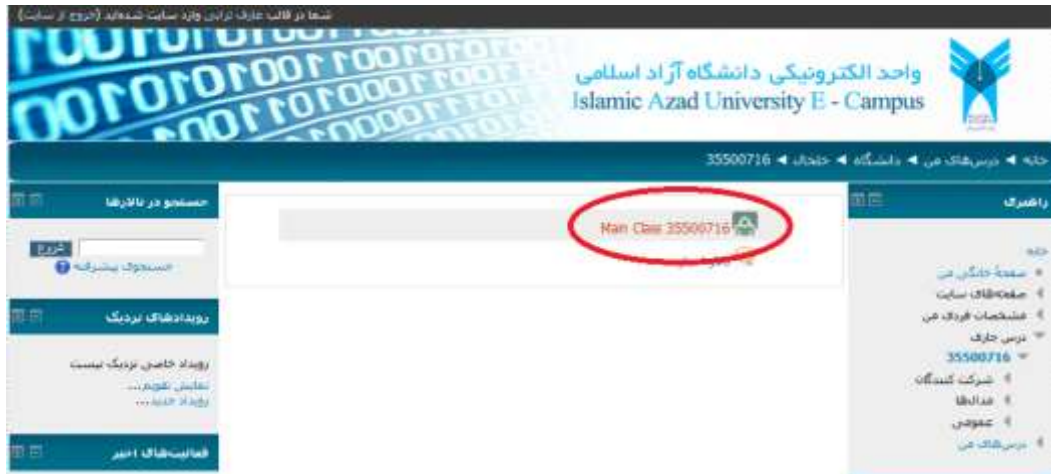 شما در قالب عارف ترابی وارد سایت شده‌اید (خروج از سایت)
واحد الکترونیکی دانشگاه آزاد اسلامی
Islamic Azad University E - Campus
خانه ◄ درس‌های من ◄ دانشگاه ◄ خلخال ◄ 35500716
راهبری
خانه
صفحهٔ خانگی من
صفحه‌های سایت
مشخصات فردی من
درس جاری
35500716
شرکت کنندگان
مدال‌ها
عمومی
درس‌های من
Main Class 35500716
جستجو در تالارها
جستجوی پیشرفته
رویدادهای نزدیک
رویداد خاصی نزدیک نیست
نمایش تقویم...
رویداد جدید...
فعالیت‌های اخیر